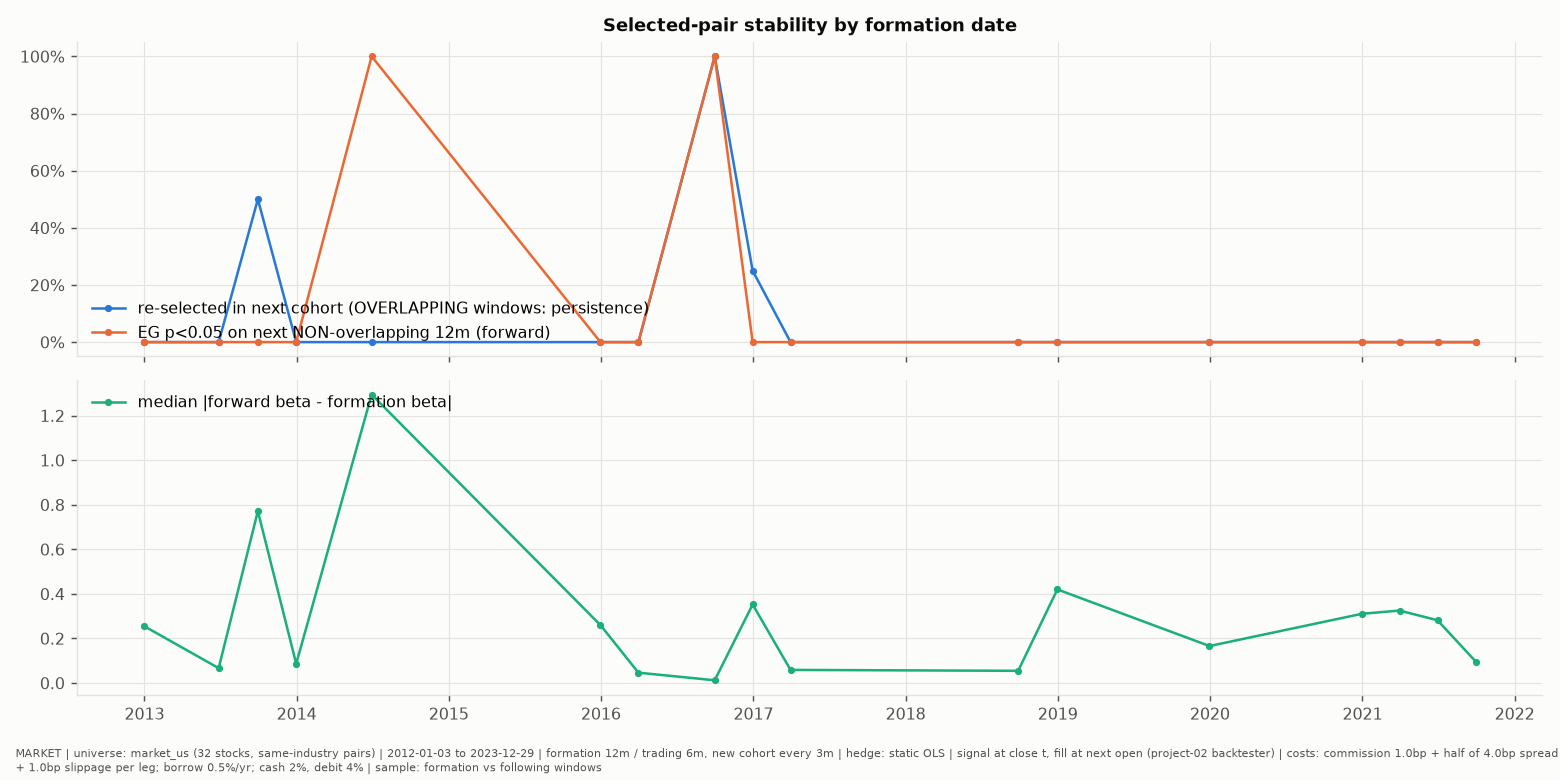 Selected-pair stability by formation date
100%
80%
60%
40%
20%
0%
re-selected in next cohort (OVERLAPPING windows: persistence)
EG p<0.05 on next NON-overlapping 12m (forward)
median |forward beta - formation beta|
1.2
1.0
0.8
0.6
0.4
0.2
0.0
2013 2014 2015 2016 2017 2018 2019 2020 2021 2022
MARKET | universe: market_us (32 stocks, same-industry pairs) | 2012-01-03 to 2023-12-29 | formation 12m / trading 6m, new cohort every 3m | hedge: static OLS | signal at close t, fill at next open (project-02 backtester) | costs: commission 1.0bp + half of 4.0bp spread
+ 1.0bp slippage per leg; borrow 0.5%/yr; cash 2%, debit 4% | sample: formation vs following windows